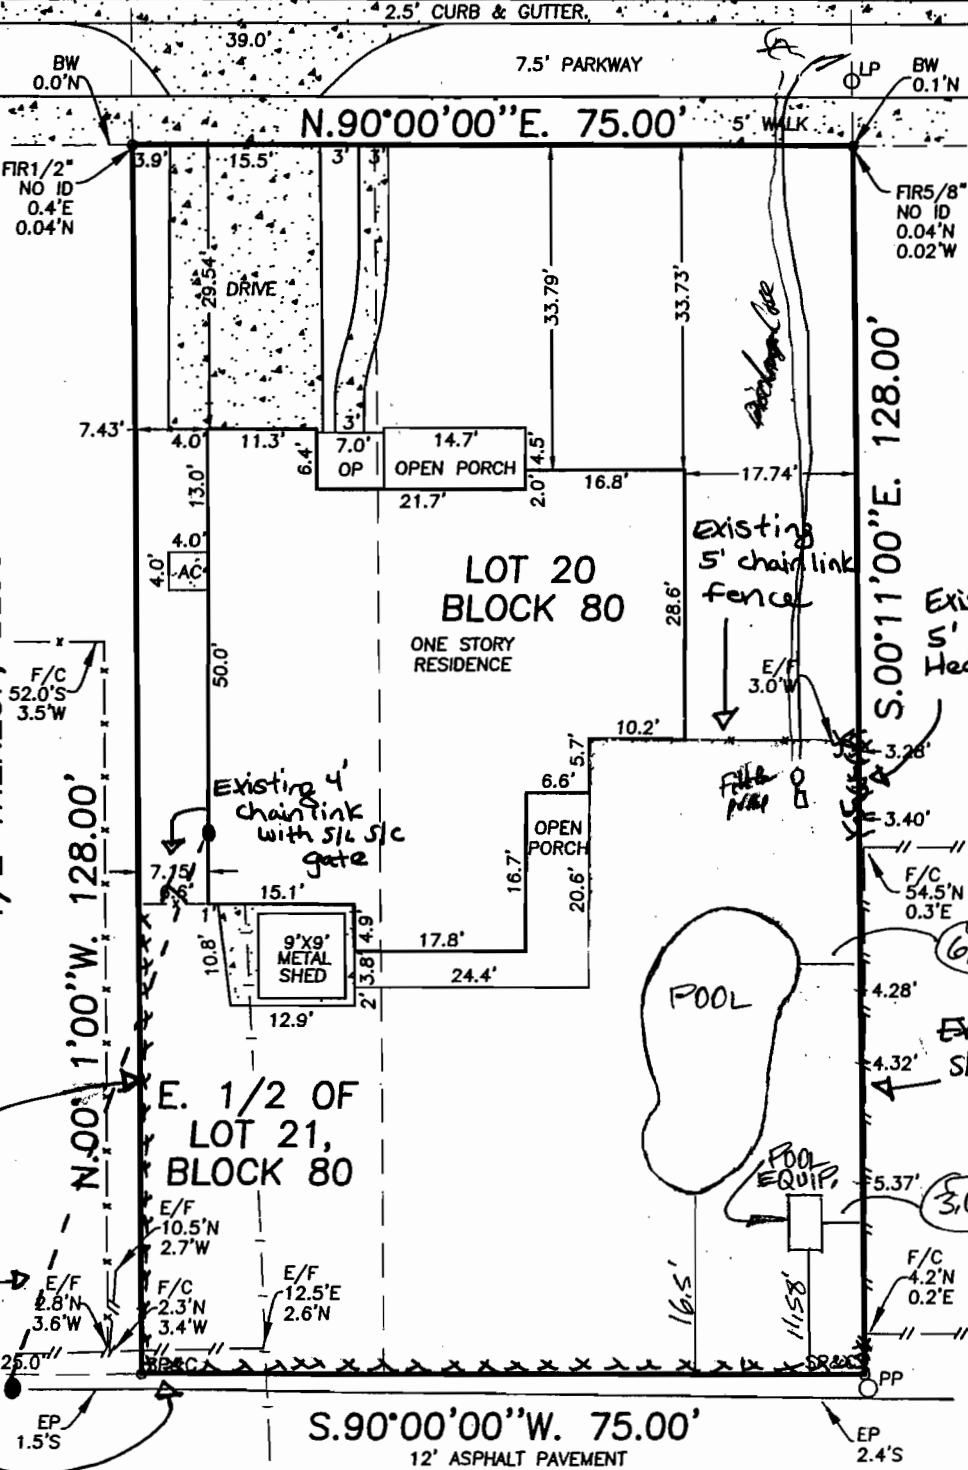 2.5' CURB & GUTTER.
39.0'
7.5' PARKWAY
BW
0.0'N
LP
BW
0.1'N
N.90°00'00"E. 75.00'
5' WALK
FIR1/2"
NO ID
0.4'E
0.04'N
3.9'
15.5'
3'
3'
FIR5/8"
NO ID
0.04'N
0.02'W
29.54'
DRIVE
33.79'
33.73'
S.00°11'00"E. 128.00'
7.43'
4.0'
11.3'
6.4'
3'
7.0'
OP
14.7'
OPEN PORCH
4.5'
21.7'
2.0'
16.8'
17.74'
13.0'
4.0'
4.0'
AC
LOT 20
BLOCK 80
ONE STORY
RESIDENCE
28.6'
Existing
5' chain link
fence
Exis
5'
F/C
52.0'S
3.5'W
50.0'
E/F
3.0'W
10.2'
5.7'
3.28'
6.6'
OPEN
PORCH
3.40'
Existing 4'
chain link
with S/L S/C
gate
N.00° 1'00"W. 128.00'
7.15'
6.6'
15.1'
16.7'
20.6'
F/C
54.5'N
0.3'E
1'
10.8'
9'X9'
METAL
SHED
4.9'
3.8'
2'
17.8'
24.4'
12.9'
POOL
4.28'
4.32'
E. 1/2 OF
LOT 21,
BLOCK 80
POOL
EQUIP.
5.37'
E/F
10.5'N
2.7'W
E/F
2.8'N
3.6'W
F/C
2.3'N
3.4'W
E/F
12.5'E
2.6'N
16.5'
11.58'
F/C
4.2'N
0.2'E
25.0'
SR&C
PP
EP
1.5'S
S.90°00'00"W. 75.00'
12' ASPHALT PAVEMENT
EP
2.4'S